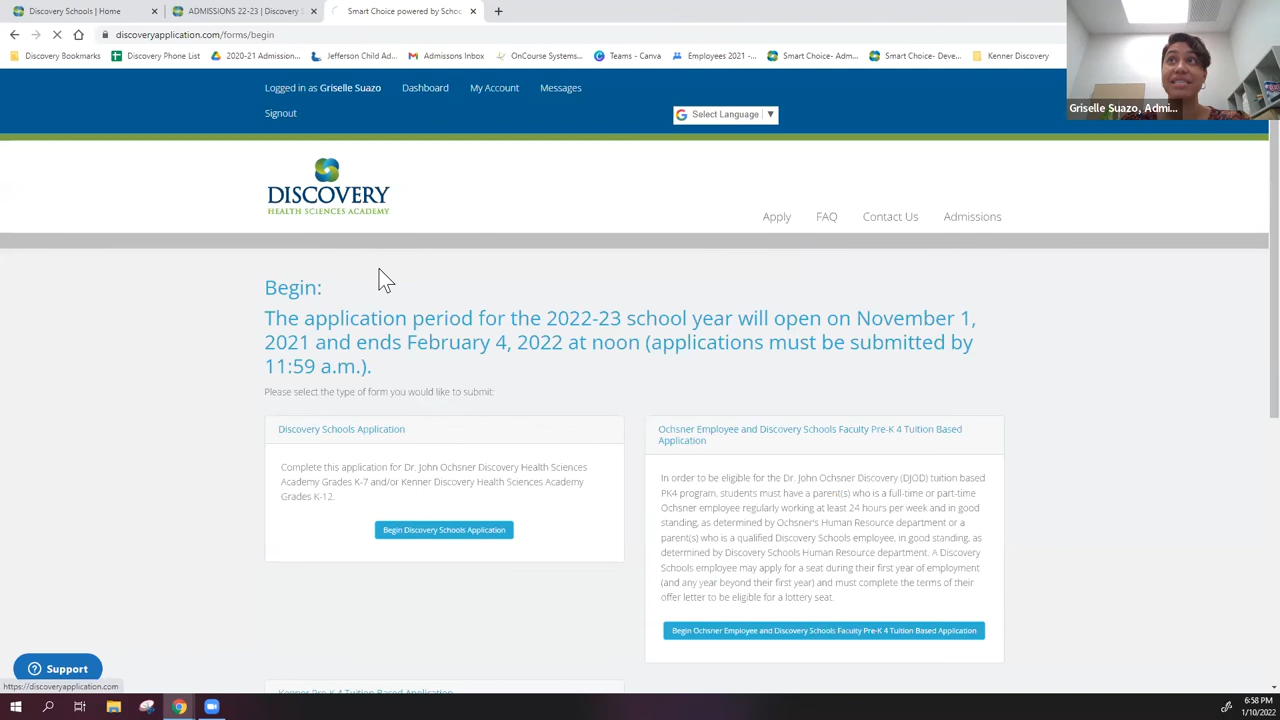 Discovery Schools | Home
ADMISSIONS 22-23 | Discovery S
Smart Choice powered by Schoo
discoveryapplication.com/forms/begin
Discovery Bookmarks
Discovery Phone List
2020-21 Admission...
Jefferson Child Ad...
Admissons Inbox
OnCourse Systems...
Teams - Canva
Employees 2021 -...
Smart Choice- Adm...
Smart Choice- Deve...
Kenner Discovery
Griselle Suazo, Admi...
Logged in as Griselle Suazo
Dashboard
My Account
Messages
Signout
Select Language
DISCOVERY
HEALTH SCIENCES ACADEMY
Apply
FAQ
Contact Us
Admissions
Begin:
The application period for the 2022-23 school year will open on November 1,
2021 and ends February 4, 2022 at noon (applications must be submitted by
11:59 a.m.).
Please select the type of form you would like to submit:
Discovery Schools Application
Complete this application for Dr. John Ochsner Discovery Health Sciences
Academy Grades K-7 and/or Kenner Discovery Health Sciences Academy
Grades K-12.
Begin Discovery Schools Application
Ochsner Employee and Discovery Schools Faculty Pre-K 4 Tuition Based
Application
In order to be eligible for the Dr. John Ochsner Discovery (DJOD) tuition based
PK4 program, students must have a parent(s) who is a full-time or part-time
Ochsner employee regularly working at least 24 hours per week and in good
standing, as determined by Ochsner's Human Resource department or a
parent(s) who is a qualified Discovery Schools employee, in good standing, as
determined by Discovery Schools Human Resource department. A Discovery
Schools employee may apply for a seat during their first year of employment
(and any year beyond their first year) and must complete the terms of their
offer letter to be eligible for a lottery seat.
Begin Ochsner Employee and Discovery Schools Faculty Pre-K 4 Tuition Based Application
Kenner Pre-K 4 Tuition Based Application
Support
https://discoveryapplication.com
6:58 PM
1/10/2022